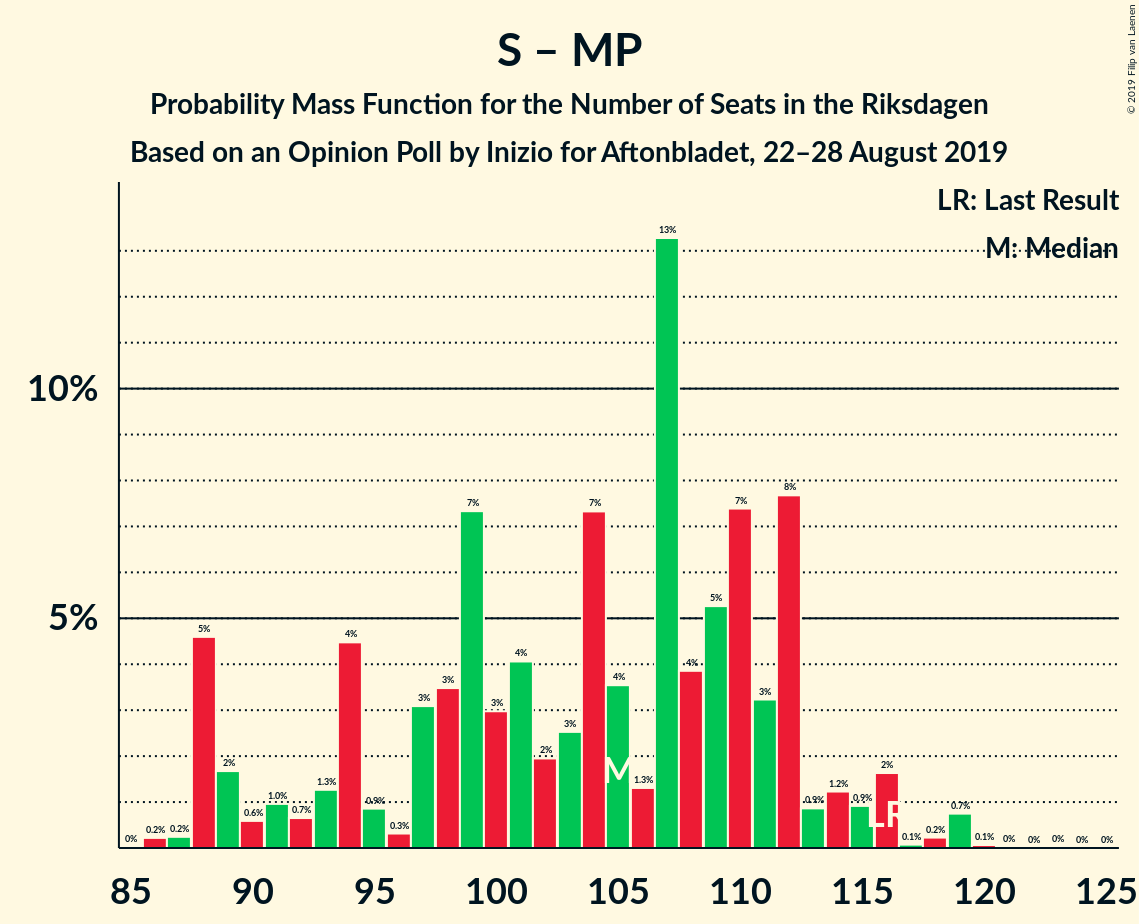 © 2019 Filip van Laenen
S – MP
Probability Mass Function for the Number of Seats in the Riksdagen
Based on an Opinion Poll by Inizio for Aftonbladet, 22–28 August 2019
LR: Last Result
M: Median
10%
5%
0% 0.2% 0.2% 5% 2% 0.6% 1.0% 0.7% 1.3% 4% 0.9% 0.3% 3% 3% 7% 3% 4% 2% 3% 7% 4% 1.3% 13% 4% 5% 7% 3% 8% 0.9% 1.2% 0.9% 2% 0.1% 0.2% 0.7% 0.1% 0% 0% 0% 0% 0%
M
LR
85 90 95 100 105 110 115 120 125